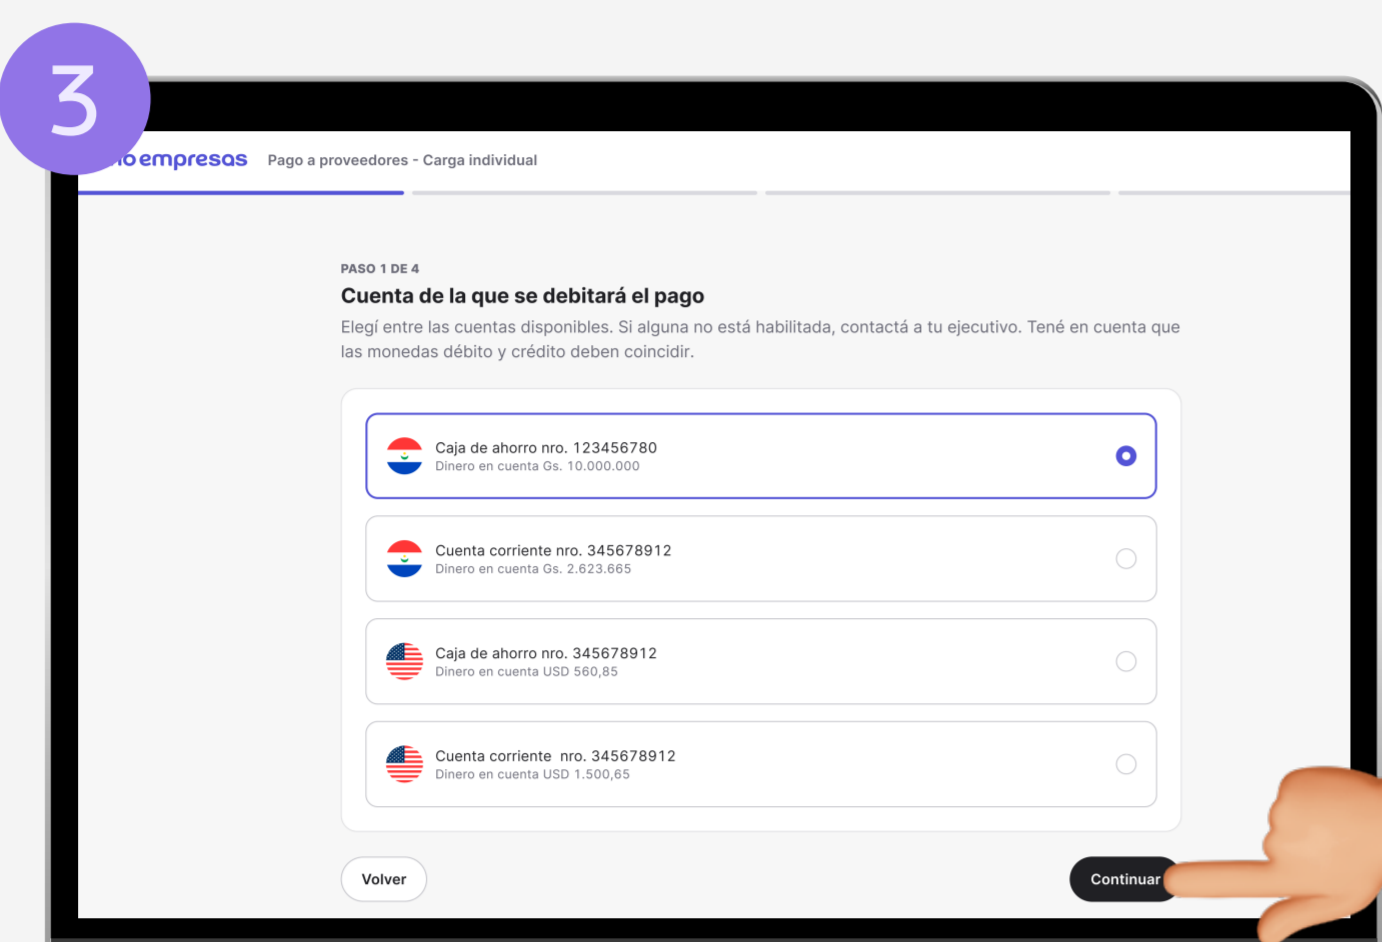 3
empresas Pago a proveedores - Carga individual
PASO 1 DE 4
Cuenta de la que se debitará el pago
Elegí entre las cuentas disponibles. Si alguna no está habilitada, contactá a tu ejecutivo. Tené en cuenta que
las monedas débito y crédito deben coincidir.
Caja de ahorro nro. 123456780
Dinero en cuenta Gs. 10.000.000
Cuenta corriente nro. 345678912
Dinero en cuenta Gs. 2.623.665
Caja de ahorro nro. 345678912
Dinero en cuenta USD 560,85
Cuenta corriente  nro. 345678912
Dinero en cuenta USD 1.500,65
Volver
Continuar